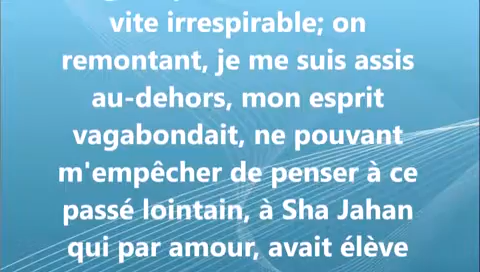 vite irrespirable; on
remontant, je me suis assis
au-dehors, mon esprit
vagabondait, ne pouvant
m'empêcher de penser à ce
passé lointain, à Sha Jahan
qui par amour, avait élève